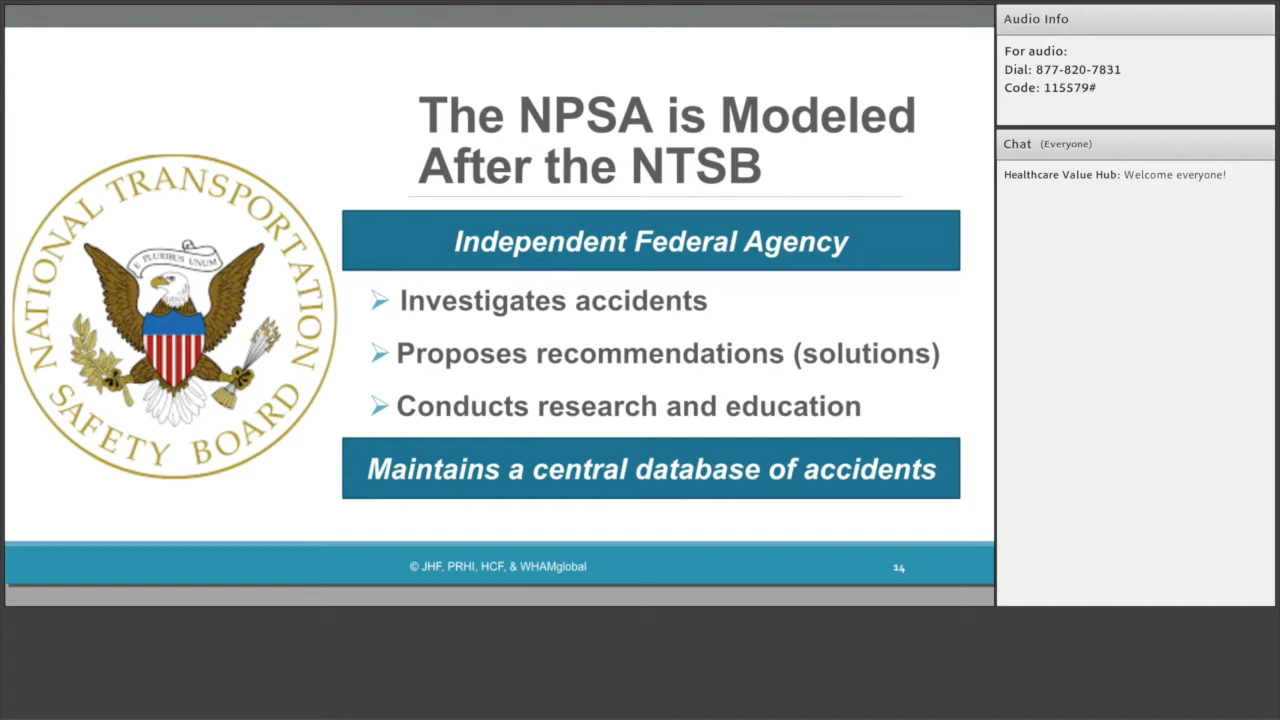 The NPSA is Modeled
After the NTSB
NATIONAL TRANSPORTATION
SAFETY BOARD
E PLURIBUS UNUM
Independent Federal Agency
Investigates accidents
Proposes recommendations (solutions)
Conducts research and education
Maintains a central database of accidents
© JHF, PRHI, HCF, & WHAMglobal
14
Audio Info
For audio:
Dial: 877-820-7831
Code: 115579#
Chat (Everyone)
Healthcare Value Hub: Welcome everyone!